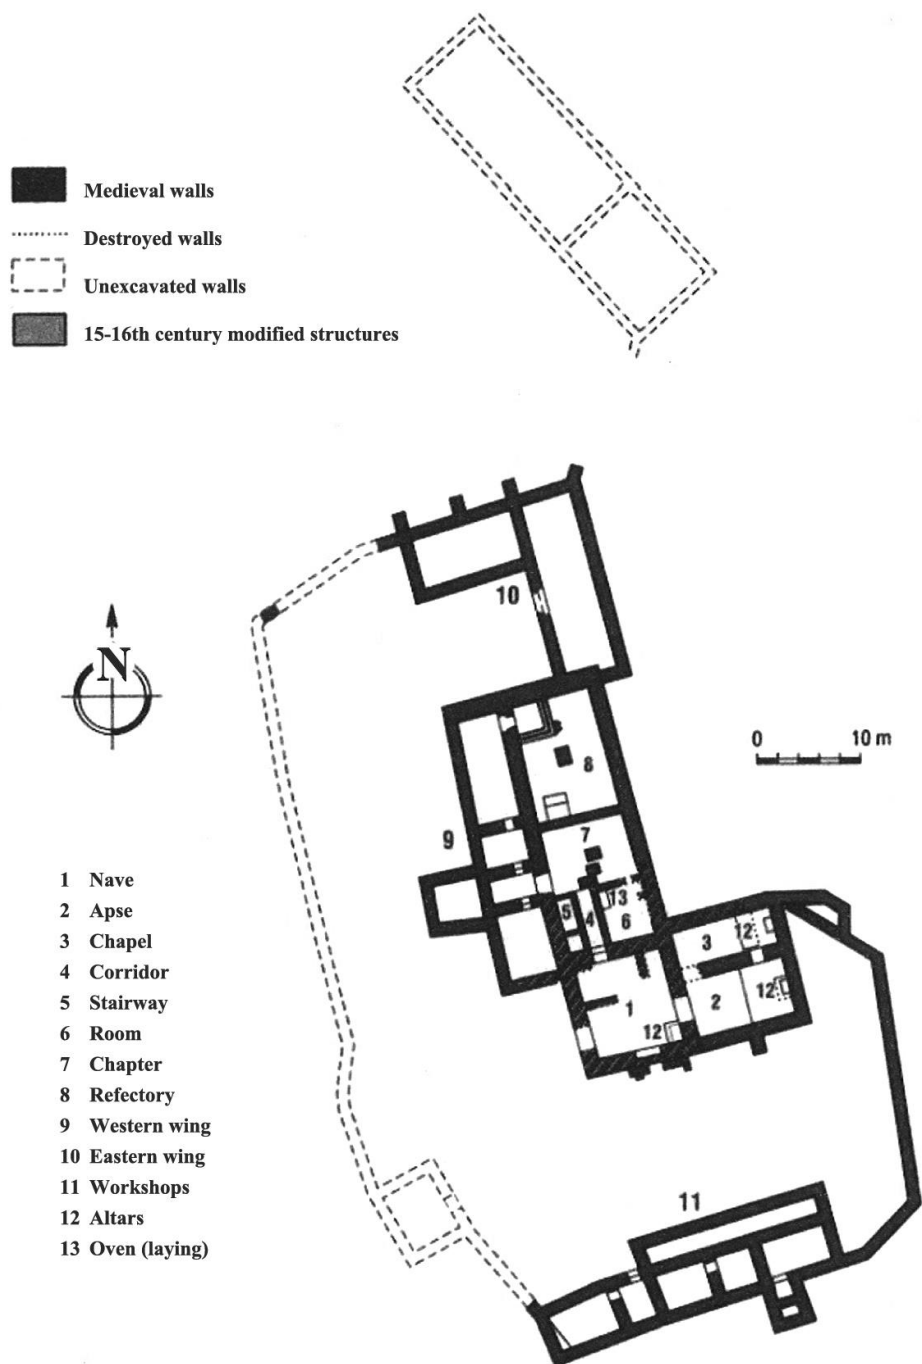 Medieval walls
Destroyed walls
Unexcavated walls
15-16th century modified structures
10
N
0 10 m
8
9
7
13
5
4
6
3
12
2
12
1
12
1 Nave
2 Apse
3 Chapel
4 Corridor
5 Stairway
6 Room
7 Chapter
8 Refectory
9 Western wing
10 Eastern wing
11 Workshops
12 Altars
13 Oven (laying)
11